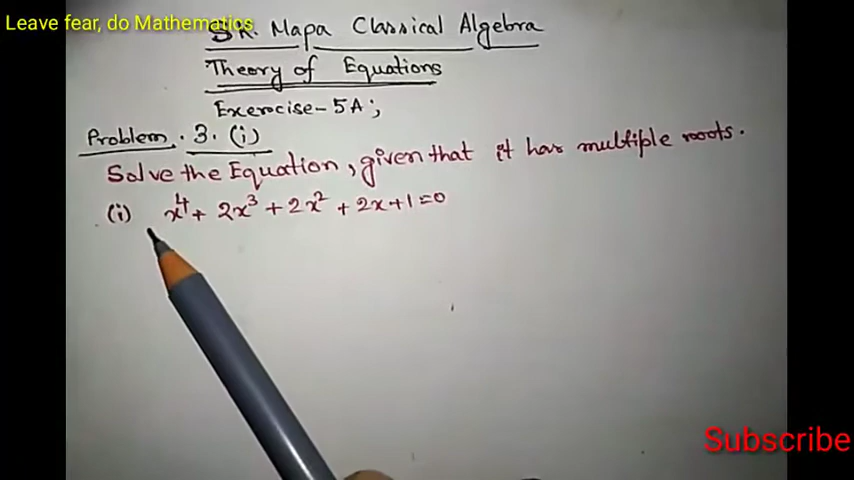 Leave fear, do Mathematics
S.K. Mapa Classical Algebra
Theory of Equations
Exercise-5A;
Problem. 3. (i)
Solve the Equation, given that it has multiple roots.
(i) x⁴ + 2x³ + 2x² + 2x + 1 = 0
Subscribe